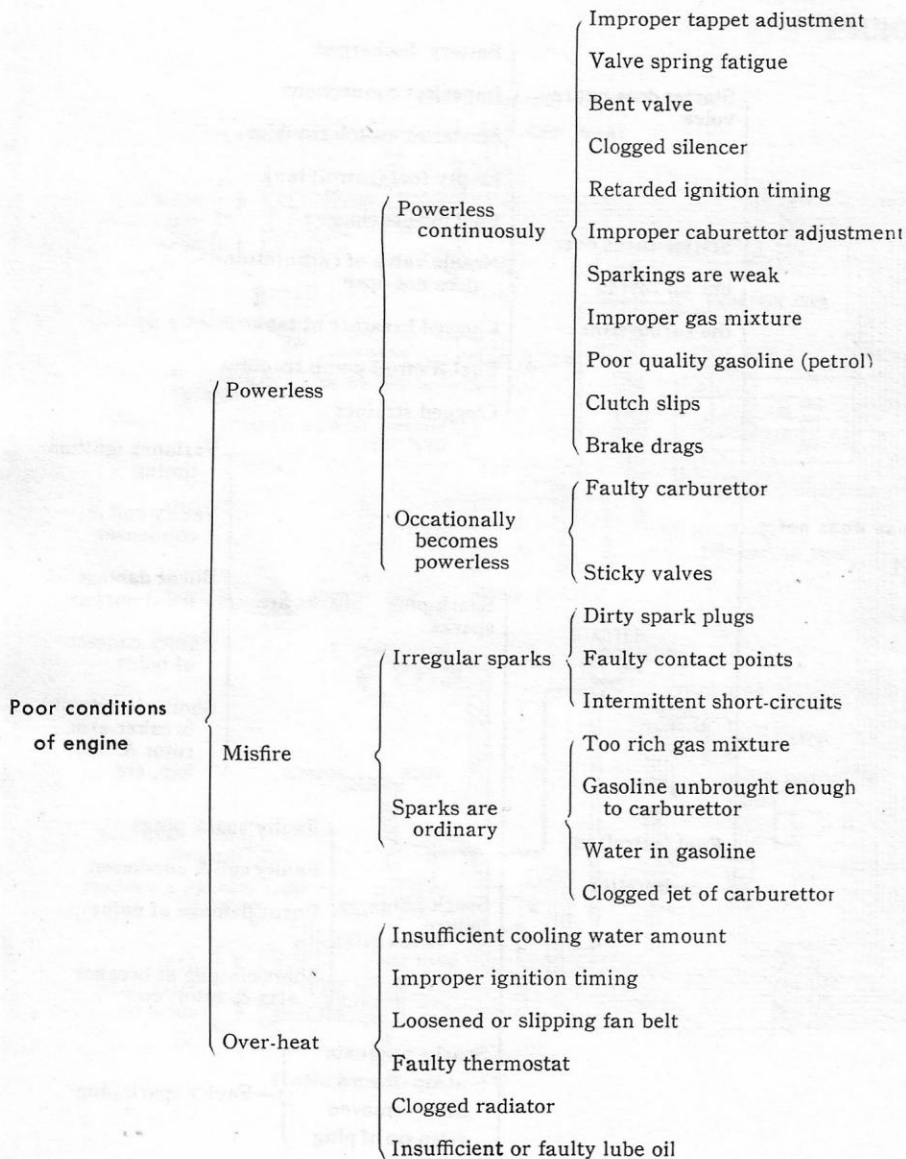 Improper tappet adjustment
Valve spring fatigue
Bent valve
Clogged silencer
Retarded ignition timing
Powerless
continuosuly
Improper caburettor adjustment
Sparkings are weak
Improper gas mixture
Poor quality gasoline (petrol)
Clutch slips
Brake drags
Powerless
Faulty carburettor
Occationally
becomes
powerless
Sticky valves
Dirty spark plugs
Irregular sparks
Faulty contact points
Intermittent short-circuits
Poor conditions
of engine
Misfire
Too rich gas mixture
Gasoline unbrought enough
to carburettor
Sparks are
ordinary
Water in gasoline
Clogged jet of carburettor
Insufficient cooling water amount
Improper ignition timing
Loosened or slipping fan belt
Over-heat
Faulty thermostat
Clogged radiator
Insufficient or faulty lube oil